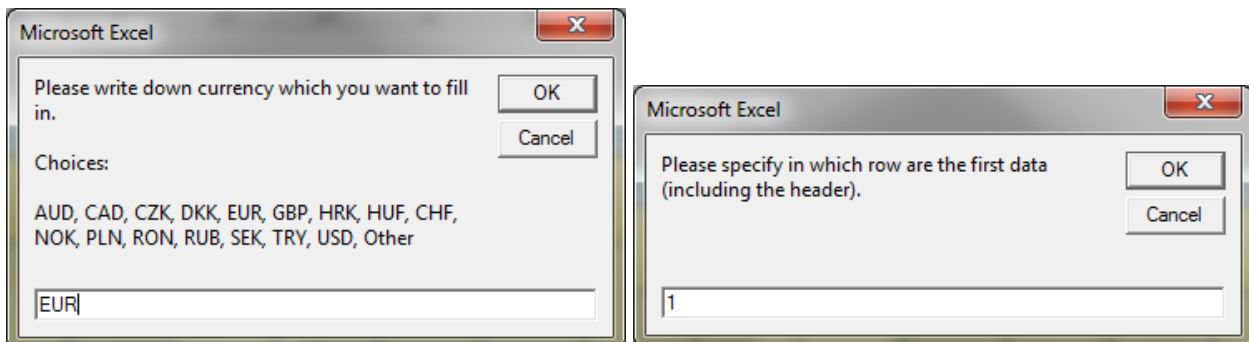 Microsoft Excel
x
Please write down currency which you want to fill
in.
OK
Cancel
Choices:
AUD, CAD, CZK, DKK, EUR, GBP, HRK, HUF, CHF,
NOK, PLN, RON, RUB, SEK, TRY, USD, Other
EUR
Microsoft Excel
x
Please specify in which row are the first data
(including the header).
OK
Cancel
1